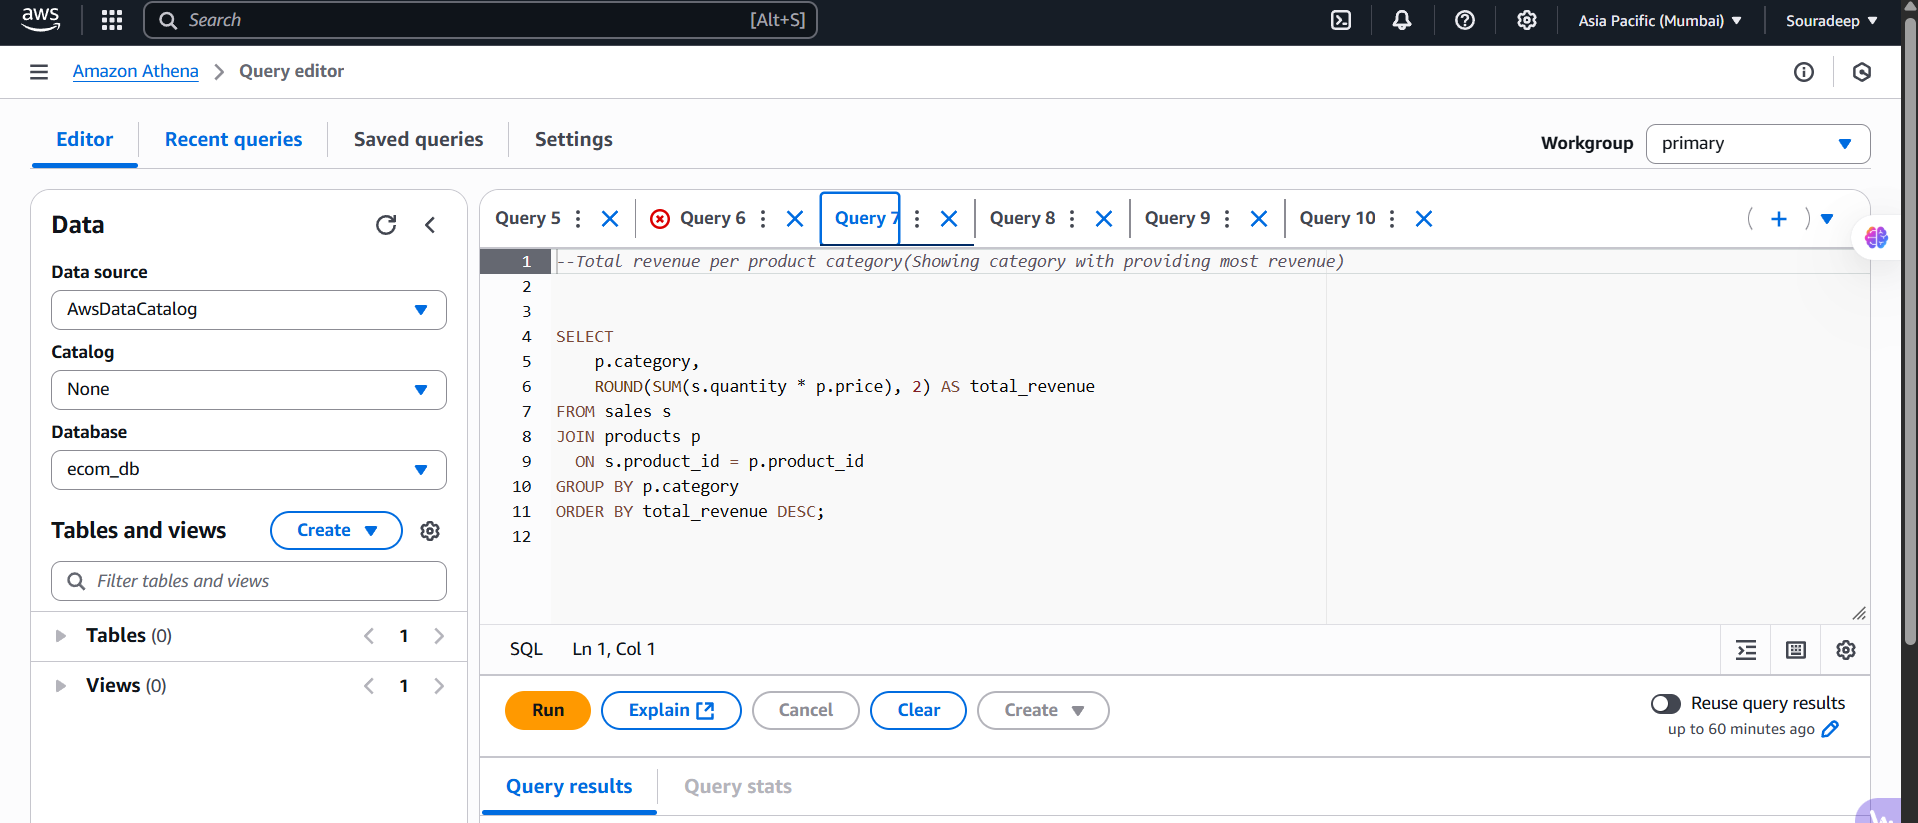 aws
Search [Alt+S]
Asia Pacific (Mumbai)
Souradeep
Amazon Athena
Query editor
Editor
Recent queries
Saved queries
Settings
Workgroup
primary
Data
Data source
AwsDataCatalog
Catalog
None
Database
ecom_db
Tables and views
Create
Filter tables and views
Tables (0)
1
Views (0)
1
Query 5
Query 6
Query 7
Query 8
Query 9
Query 10
1 --Total revenue per product category(Showing category with providing most revenue)
2
3
4 SELECT
5 p.category,
6 ROUND(SUM(s.quantity * p.price), 2) AS total_revenue
7 FROM sales s
8 JOIN products p
9 ON s.product_id = p.product_id
10 GROUP BY p.category
11 ORDER BY total_revenue DESC;
12
SQL
Ln 1, Col 1
Run
Explain
Cancel
Clear
Create
Reuse query results
up to 60 minutes ago
Query results
Query stats